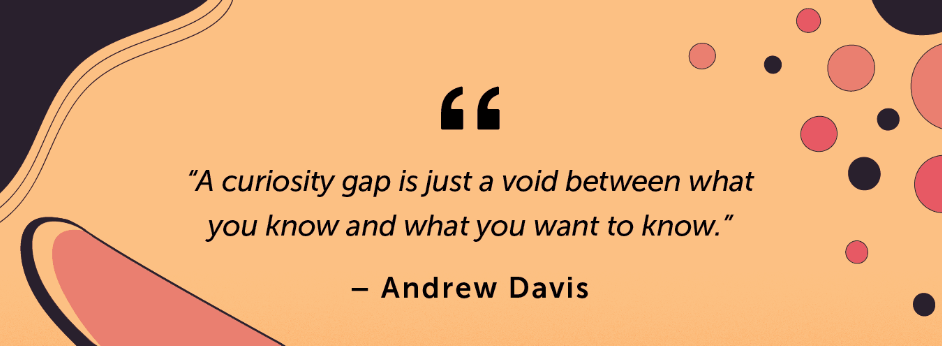 “A curiosity gap is just a void between what
you know and what you want to know.”
– Andrew Davis